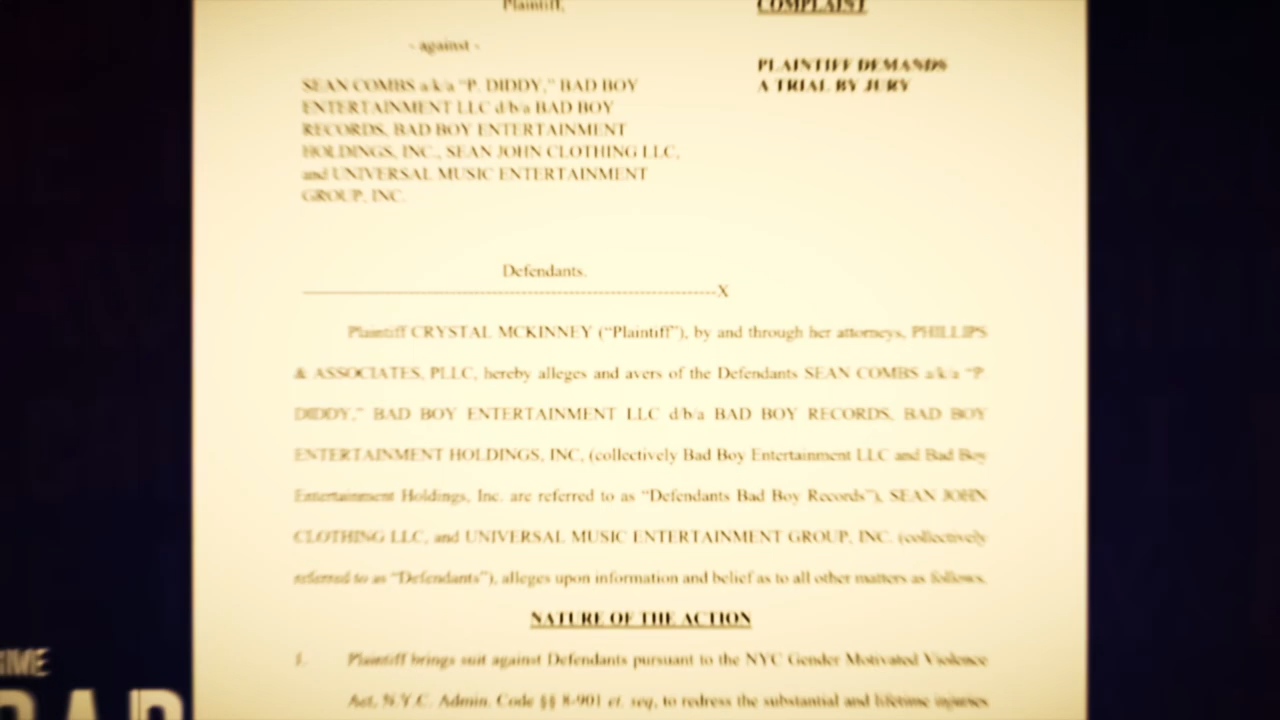 Plaintiff,
COMPLAINT
- against -
PLAINTIFF DEMANDS
A TRIAL BY JURY
SEAN COMBS a/k/a “P. DIDDY,” BAD BOY
ENTERTAINMENT LLC d/b/a BAD BOY
RECORDS, BAD BOY ENTERTAINMENT
HOLDINGS, INC., SEAN JOHN CLOTHING LLC,
and UNIVERSAL MUSIC ENTERTAINMENT
GROUP, INC.
Defendants.
X
Plaintiff CRYSTAL MCKINNEY (“Plaintiff”), by and through her attorneys, PHILLIPS
& ASSOCIATES, PLLC, hereby alleges and avers of the Defendants SEAN COMBS a/k/a “P.
DIDDY,” BAD BOY ENTERTAINMENT LLC d/b/a BAD BOY RECORDS, BAD BOY
ENTERTAINMENT HOLDINGS, INC, (collectively Bad Boy Entertainment LLC and Bad Boy
Entertainment Holdings, Inc. are referred to as “Defendants Bad Boy Records”), SEAN JOHN
CLOTHING LLC, and UNIVERSAL MUSIC ENTERTAINMENT GROUP, INC. (collectively
referred to as “Defendants”), alleges upon information and belief as to all other matters as follows.
NATURE OF THE ACTION
1. Plaintiff brings suit against Defendants pursuant to the NYC Gender Motivated Violence
Act, N.Y.C. Admin. Code §§ 8-901 et. seq, to redress the substantial and lifetime injuries